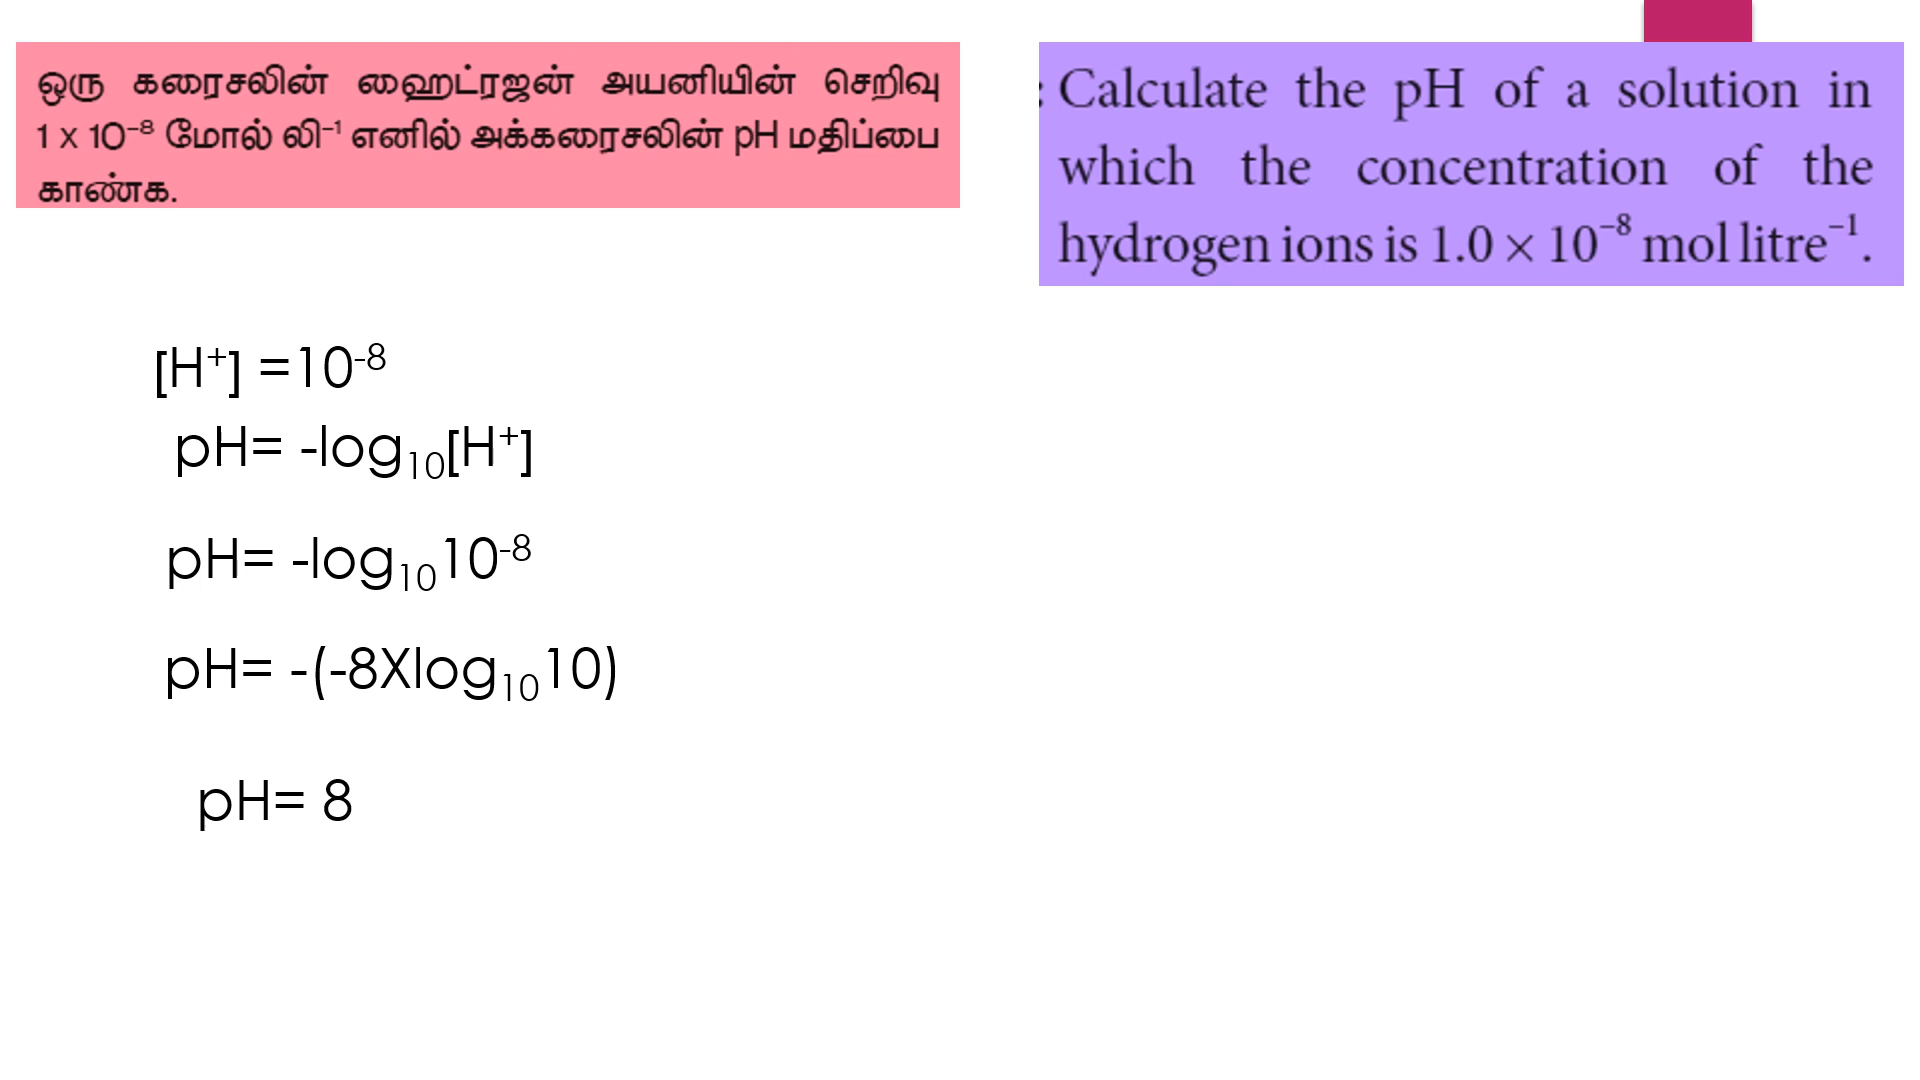 ஒரு கரைசலின் ஹைட்ரஜன் அயனியின் செறிவு
1 x 10⁻⁸ மோல் லி⁻¹ எனில் அக்கரைசலின் pH மதிப்பை
காண்க.
: Calculate the pH of a solution in
which the concentration of the
hydrogen ions is 1.0 × 10⁻⁸ mol litre⁻¹.
[H⁺] =10⁻⁸
pH= -log₁₀[H⁺]
pH= -log₁₀10⁻⁸
pH= -(-8Xlog₁₀10)
pH= 8